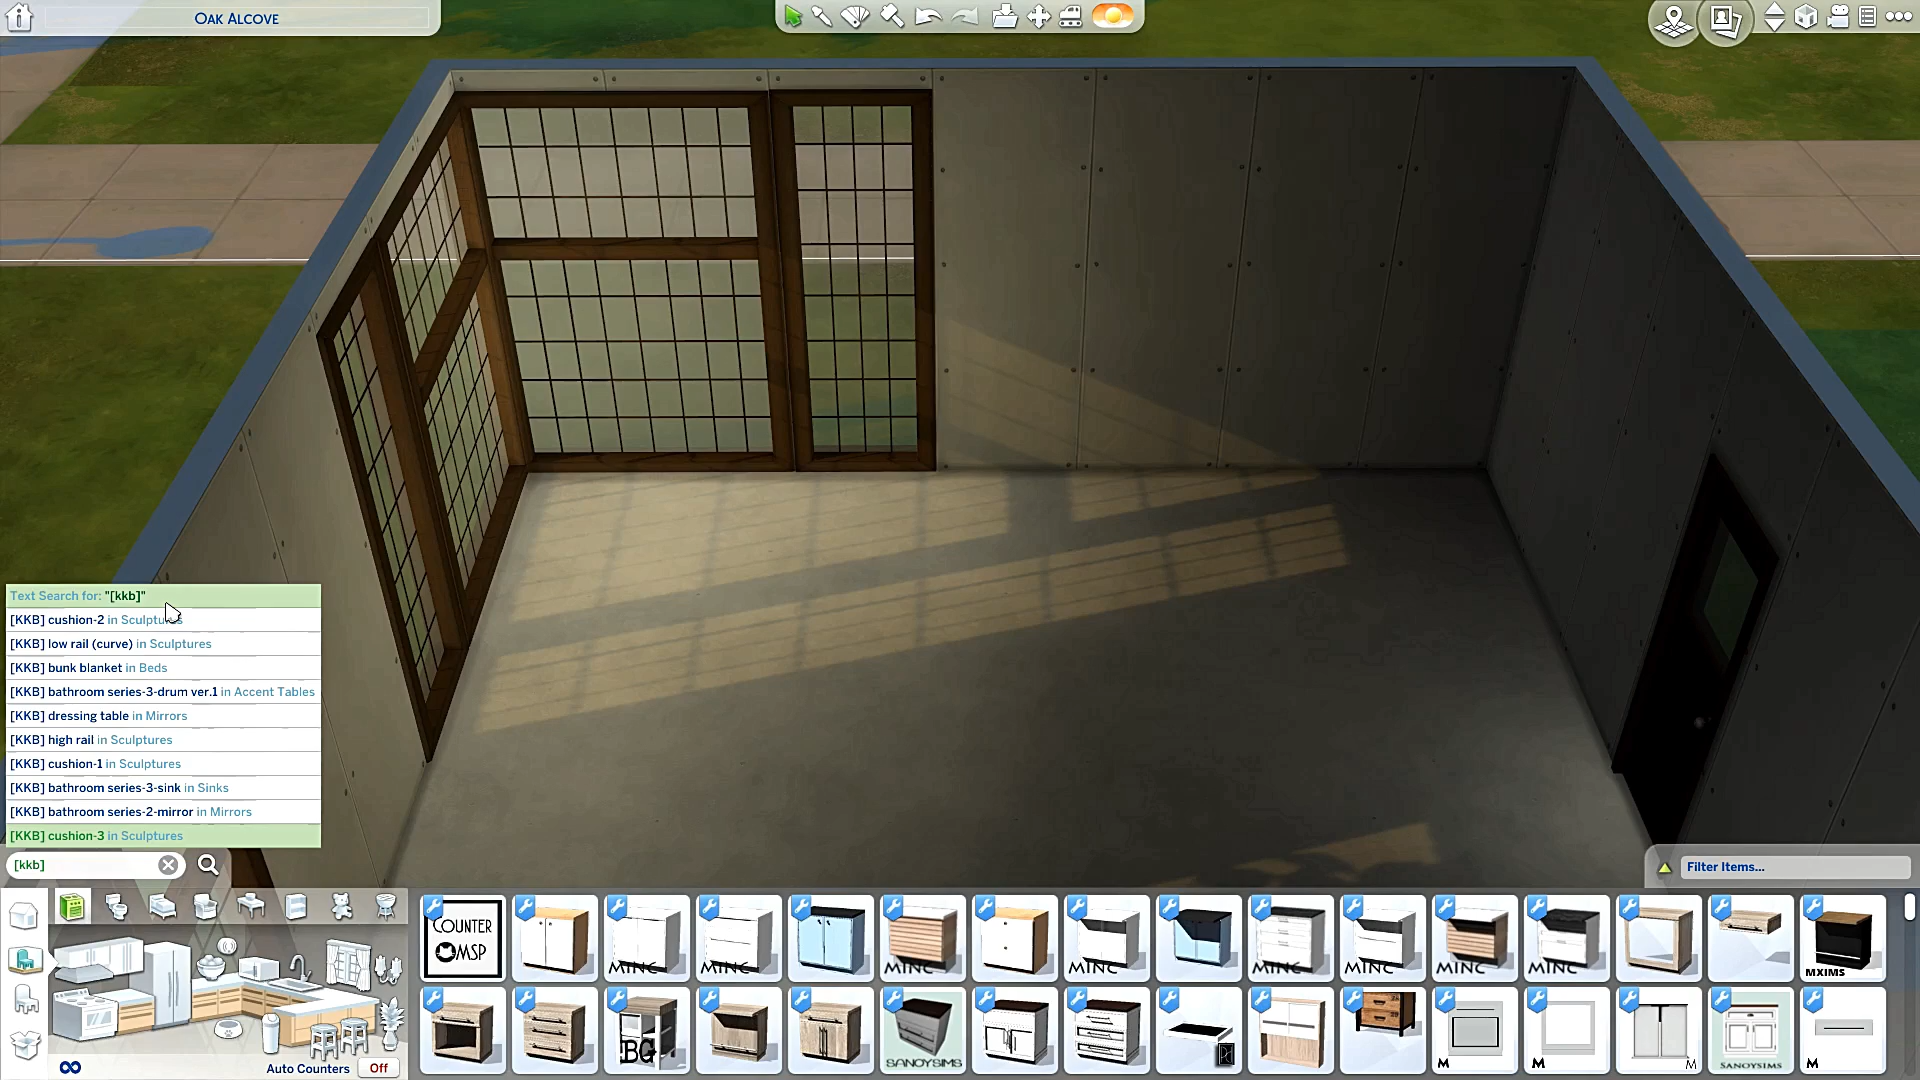 OAK ALCOVE
Text Search for: "[kkb]"
[KKB] cushion-2 in Sculptures
[KKB] low rail (curve) in Sculptures
[KKB] bunk blanket in Beds
[KKB] bathroom series-3-drum ver.1 in Accent Tables
[KKB] dressing table in Mirrors
[KKB] high rail in Sculptures
[KKB] cushion-1 in Sculptures
[KKB] bathroom series-3-sink in Sinks
[KKB] bathroom series-2-mirror in Mirrors
[KKB] cushion-3 in Sculptures
[kkb]
Filter Items...
COUNTER
MSP
MINC
MINC
MINC
MINC
MINC
MINC
MINC
MINC
MXIMS
BG
SANOYSIMS
M
M
M
SANOYSIMS
M
Auto Counters Off